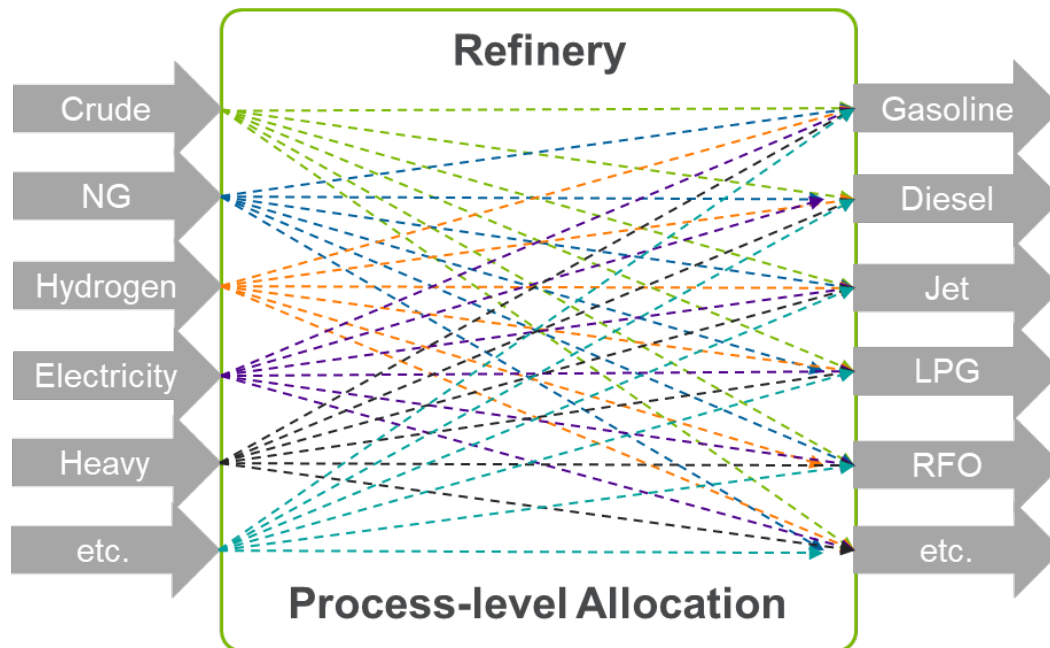 Refinery
Crude
NG
Hydrogen
Electricity
Heavy
etc.
Gasoline
Diesel
Jet
LPG
RFO
etc.
Process-level Allocation